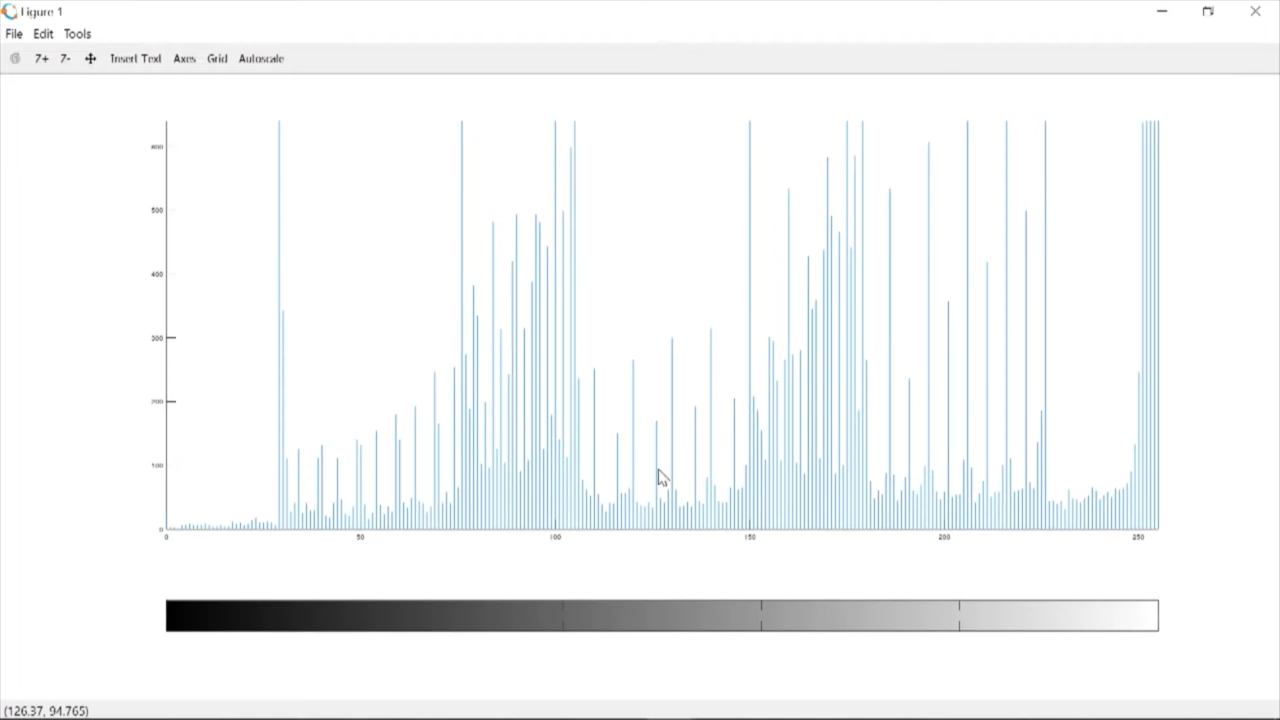 Figure 1
File Edit Tools
Z+ Z- Insert Text Axes Grid Autoscale
600
500
400
300
200
100
0
0 50 100 150 200 250
(126.37, 94.765)